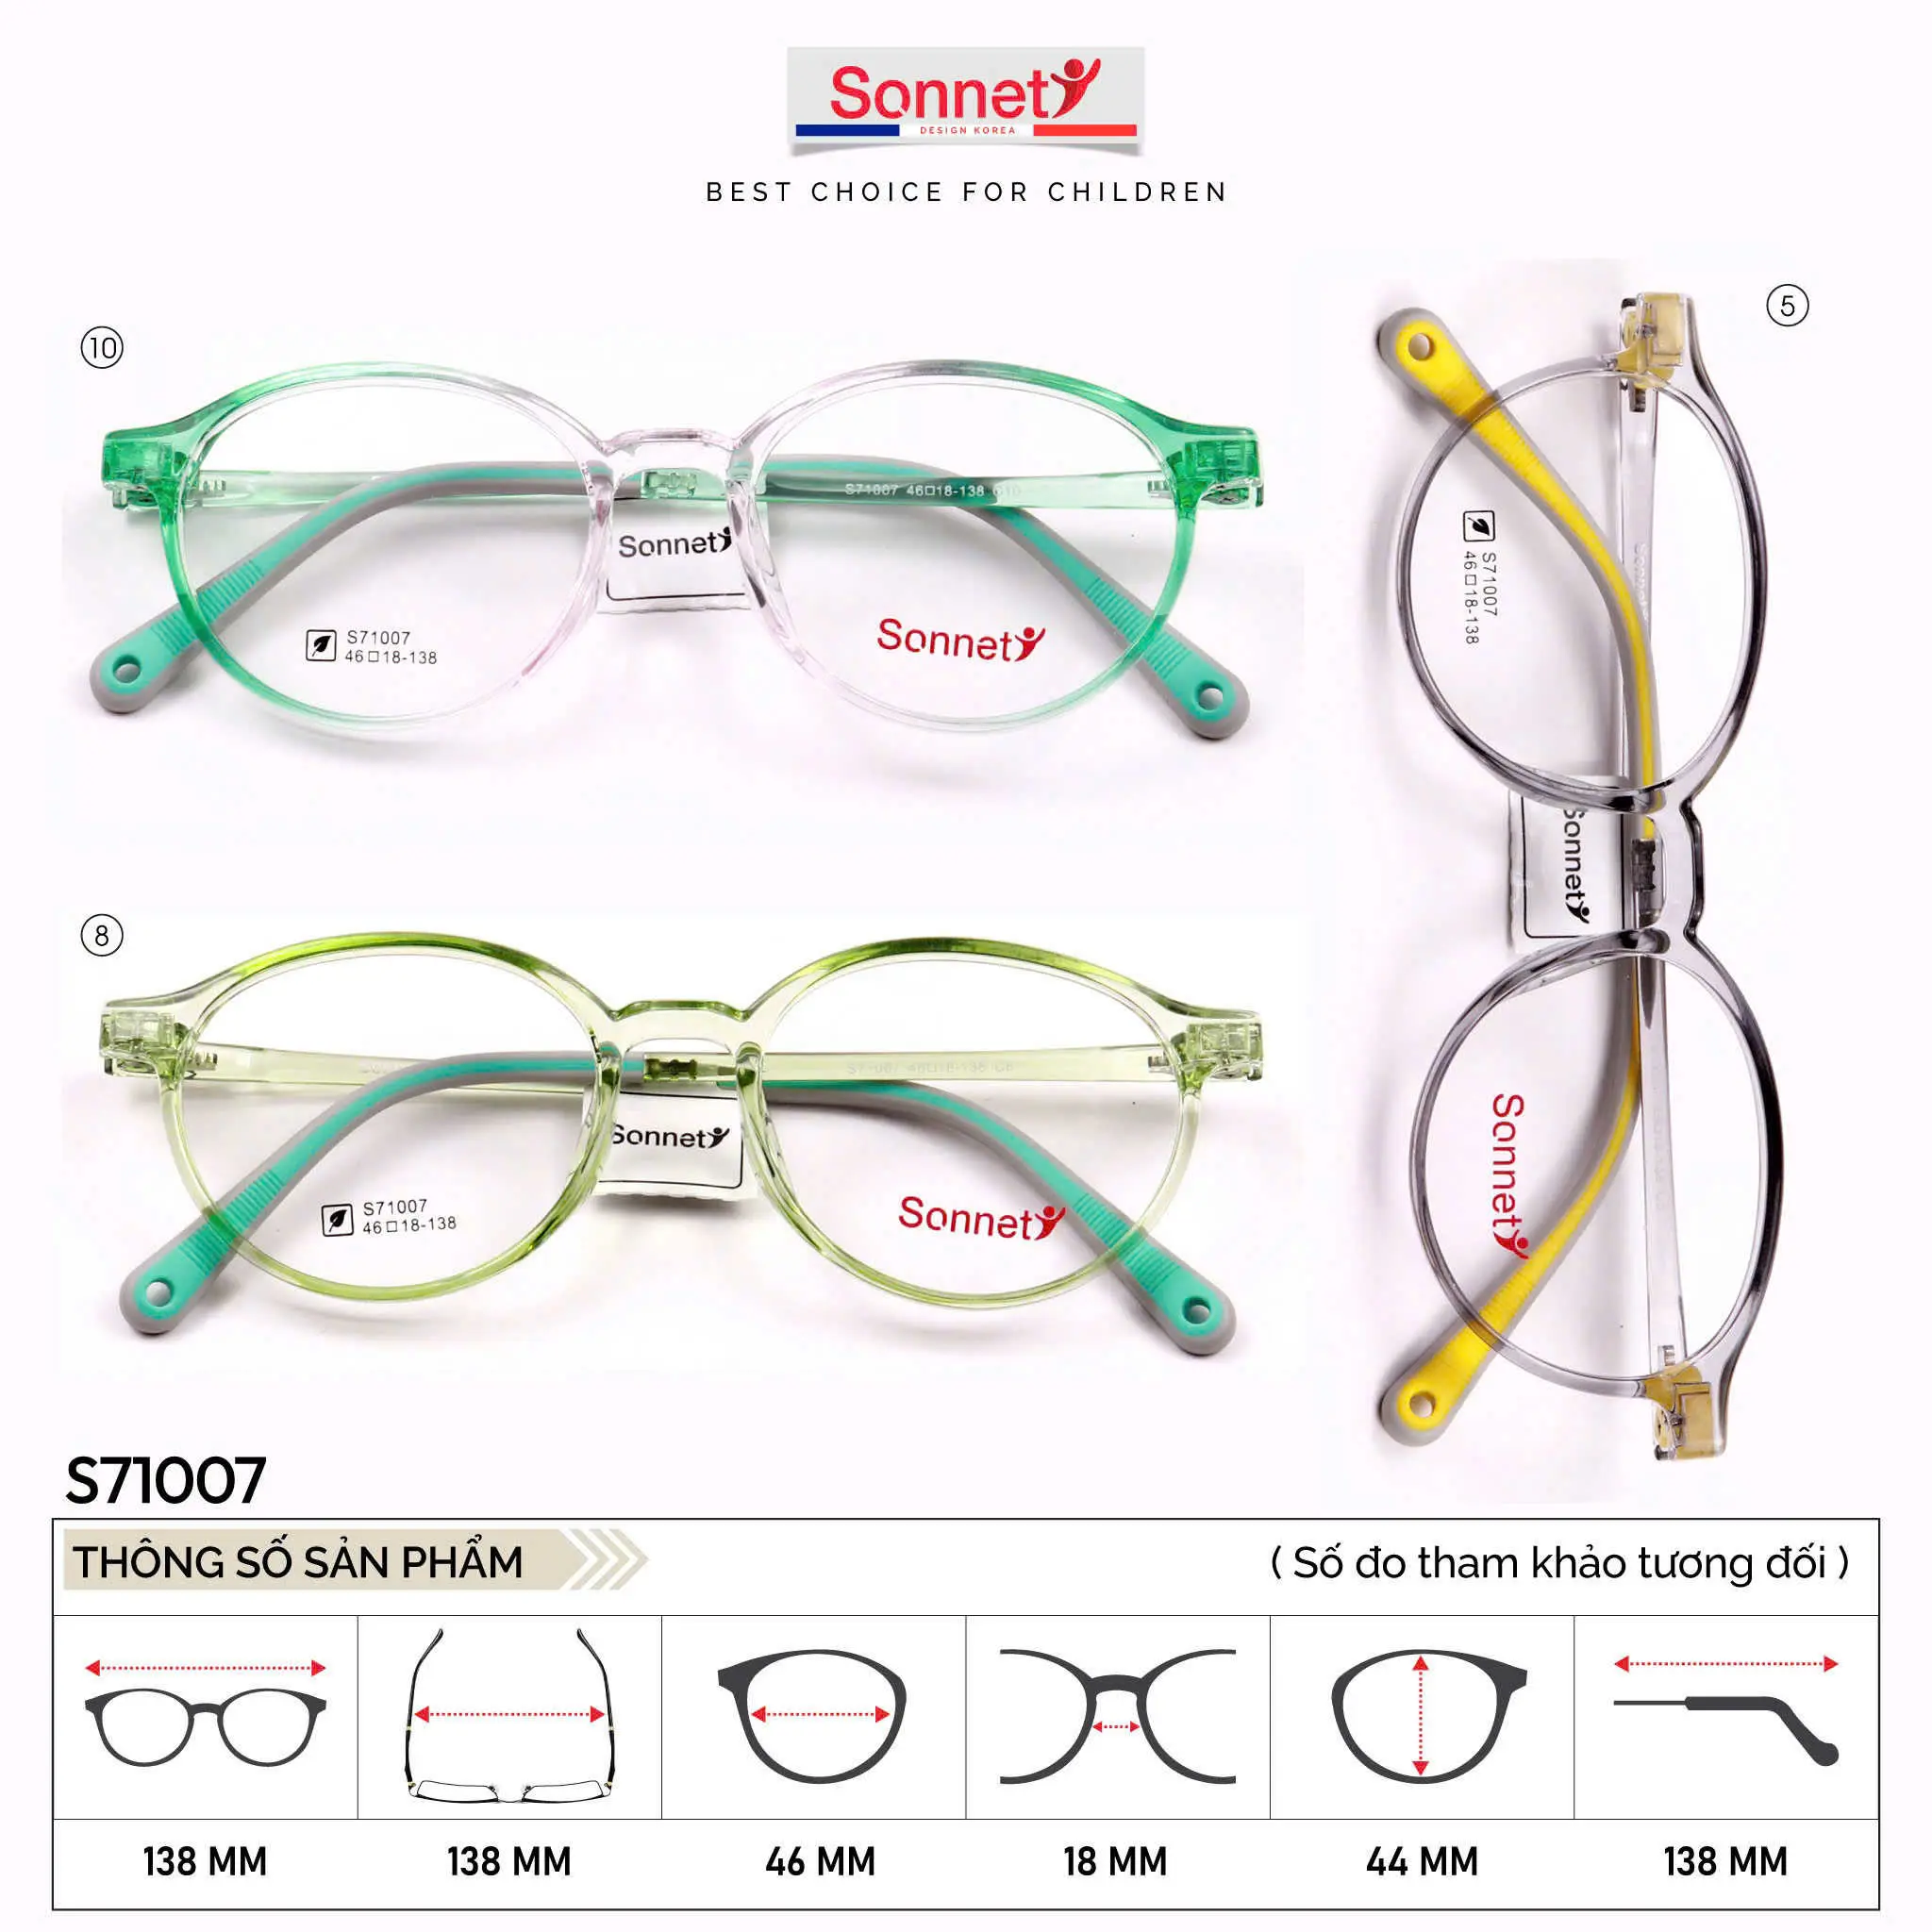 Sonnet
DESIGN KOREA
BEST CHOICE FOR CHILDREN
10
S71007 46□18-138
Sonnet
S71007
46□18-138
Sonnet
5
S71007
46□18-138
Sonnet
Sonnet
8
Sonnet
S71007
46□18-138
Sonnet
S71007
THÔNG SỐ SẢN PHẨM
( Số đo tham khảo tương đối )
138 MM
138 MM
46 MM
18 MM
44 MM
138 MM